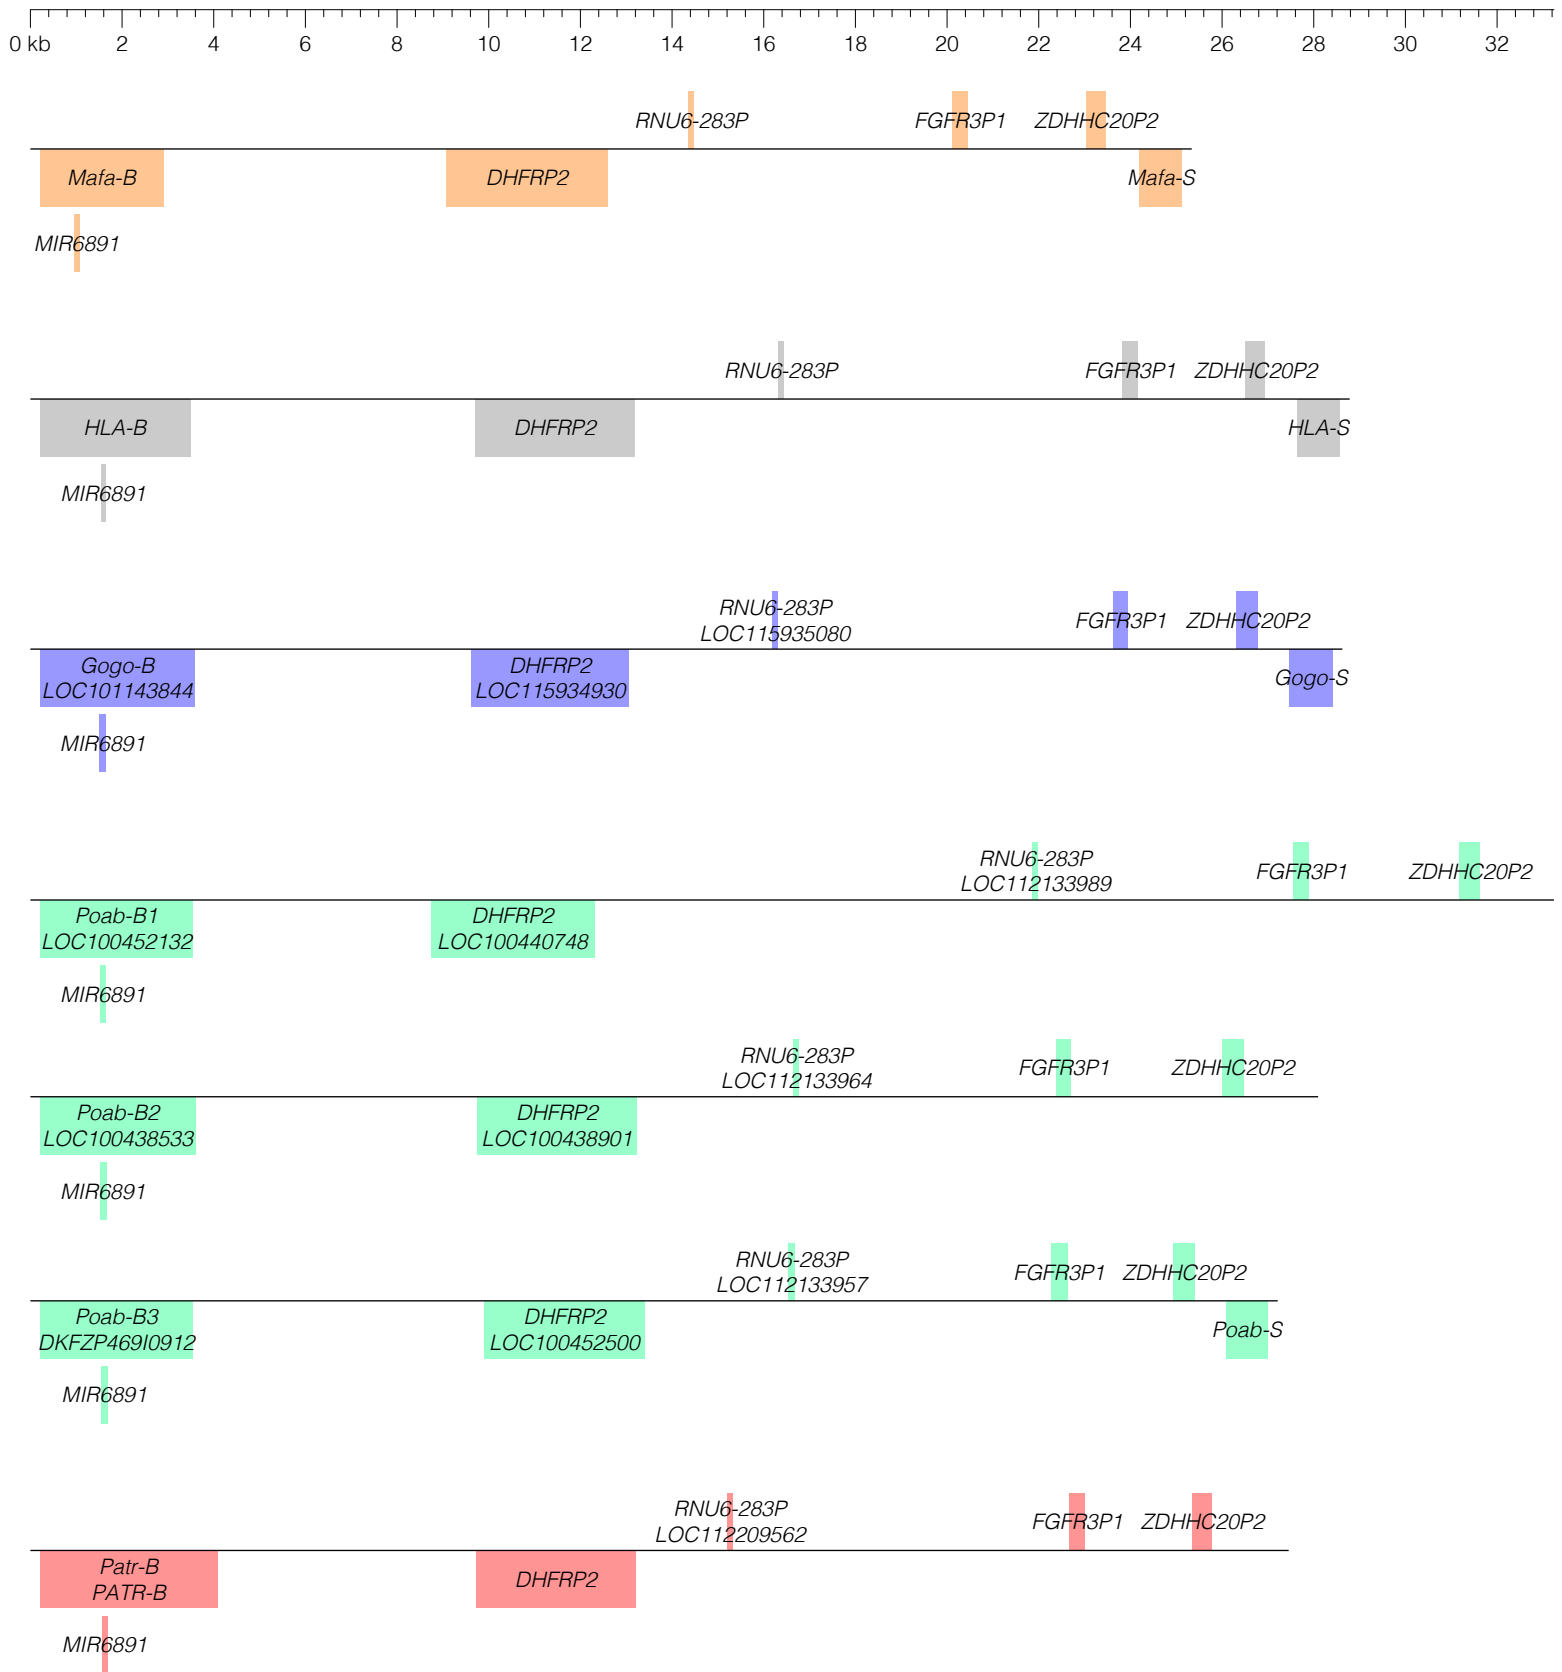 0 kb 2 4 6 8 10 12 14 16 18 20 22 24 26 28 30 32
RNU6-283P FGFR3P1 ZDHHC20P2
Mafa-B DHFRP2 Mafa-S
MIR6891
RNU6-283P FGFR3P1 ZDHHC20P2
HLA-B DHFRP2 HLA-S
MIR6891
RNU6-283P
LOC115935080
FGFR3P1 ZDHHC20P2
Gogo-B
LOC101143844
DHFRP2
LOC115934930
Gogo-S
MIR6891
RNU6-283P
LOC112133989
FGFR3P1 ZDHHC20P2
Poab-B1
LOC100452132
DHFRP2
LOC100440748
MIR6891
RNU6-283P
LOC112133964
FGFR3P1 ZDHHC20P2
Poab-B2
LOC100438533
DHFRP2
LOC100438901
MIR6891
RNU6-283P
LOC112133957
FGFR3P1 ZDHHC20P2
Poab-B3
DKFZP469I0912
DHFRP2
LOC100452500
Poab-S
MIR6891
RNU6-283P
LOC112209562
FGFR3P1 ZDHHC20P2
Patr-B
PATR-B
DHFRP2
MIR6891